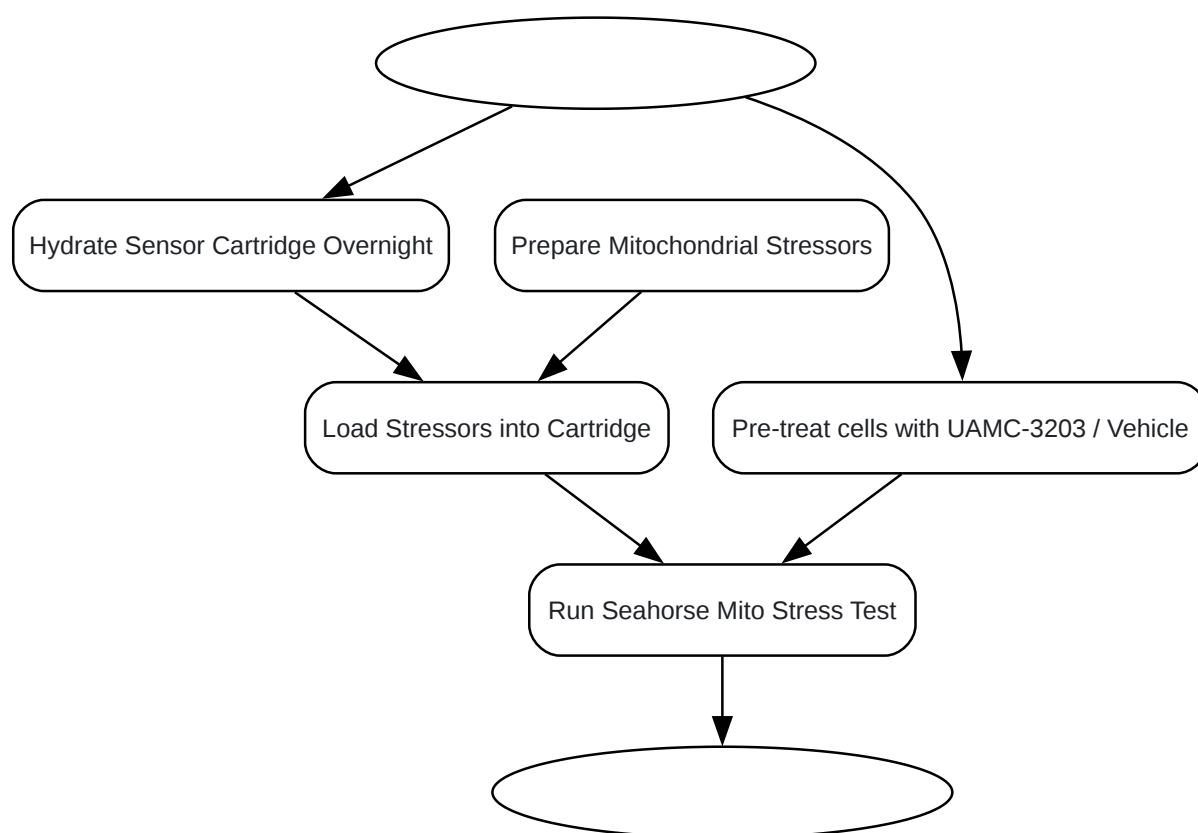 Hydrate Sensor Cartridge Overnight
Prepare Mitochondrial Stressors
Load Stressors into Cartridge
Pre-treat cells with UAMC-3203 / Vehicle
Run Seahorse Mito Stress Test